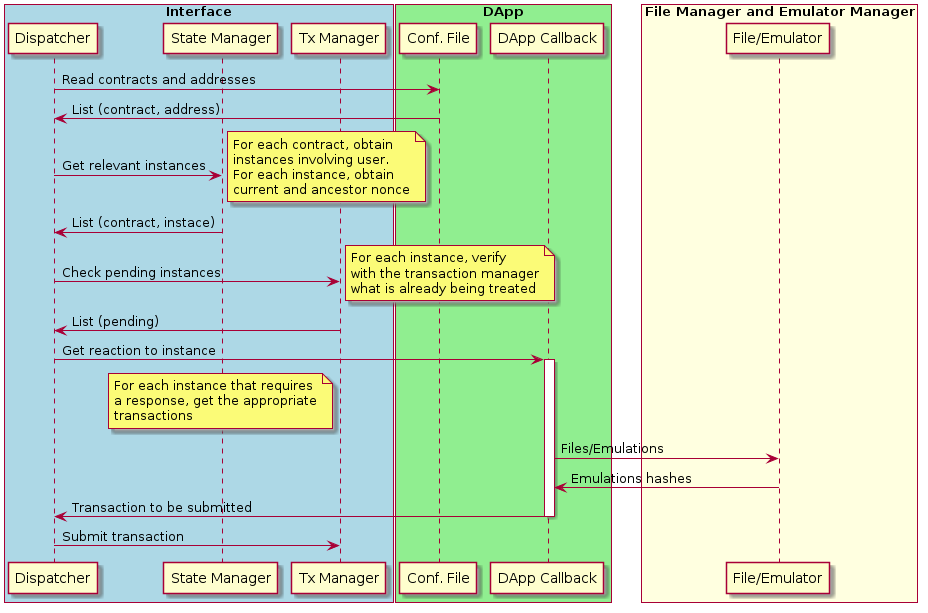 Interface
DApp
File Manager and Emulator Manager
Dispatcher
State Manager
Tx Manager
Conf. File
DApp Callback
File/Emulator
Read contracts and addresses
List (contract, address)
For each contract, obtain
instances involving user.
For each instance, obtain
current and ancestor nonce
Get relevant instances
List (contract, instace)
For each instance, verify
with the transaction manager
what is already being treated
Check pending instances
List (pending)
Get reaction to instance
For each instance that requires
a response, get the appropriate
transactions
Files/Emulations
Emulations hashes
Transaction to be submitted
Submit transaction
Dispatcher
State Manager
Tx Manager
Conf. File
DApp Callback
File/Emulator